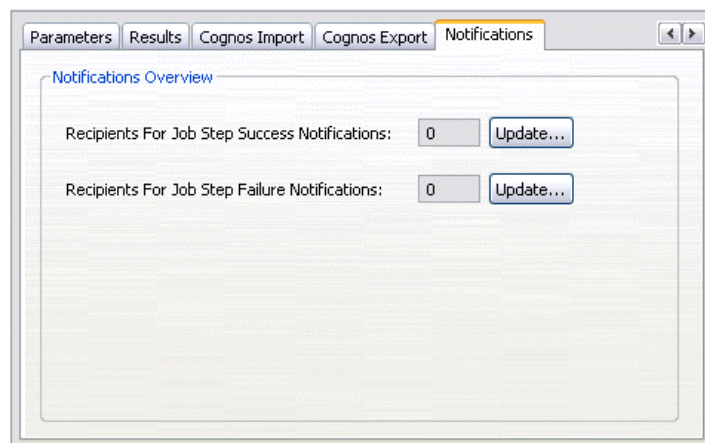 Parameters Results Cognos Import Cognos Export Notifications
Notifications Overview
Recipients For Job Step Success Notifications: 0 Update...
Recipients For Job Step Failure Notifications: 0 Update...